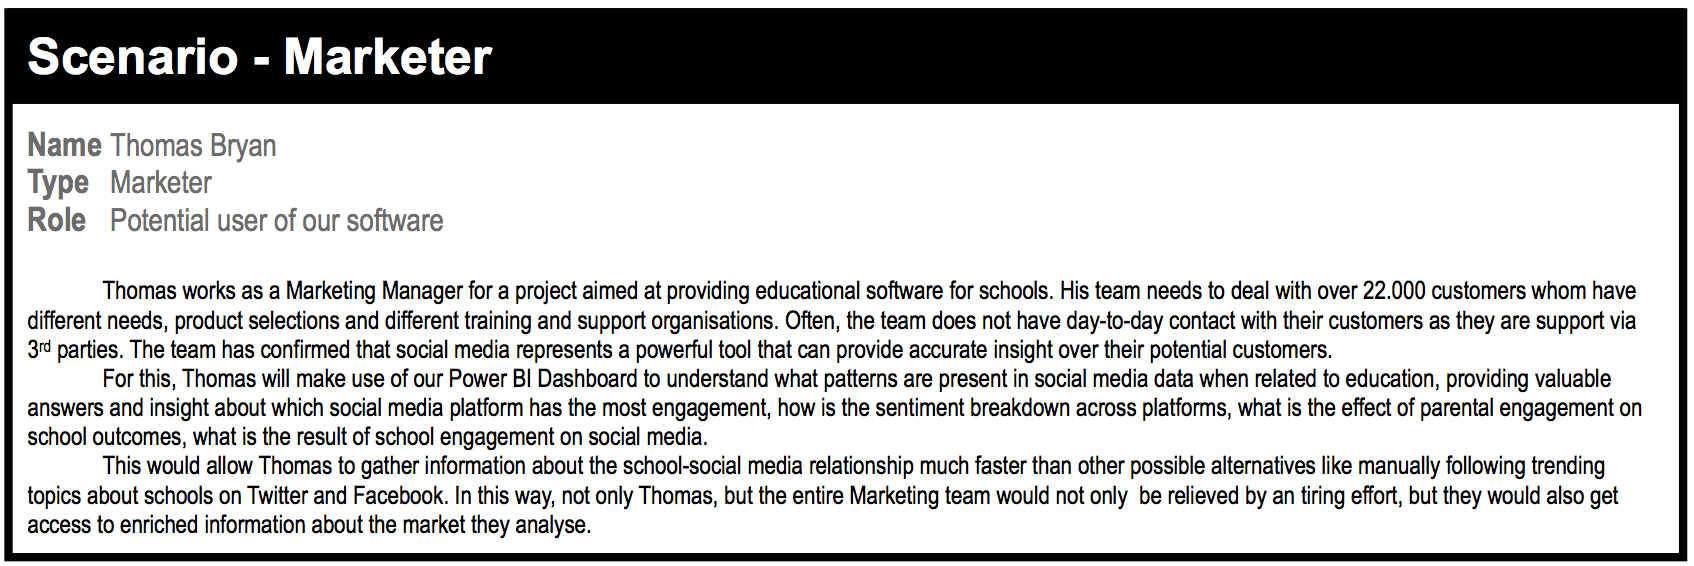 Scenario - Marketer
Name Thomas Bryan
Type Marketer
Role Potential user of our software
Thomas works as a Marketing Manager for a project aimed at providing educational software for schools. His team needs to deal with over 22.000 customers whom have
different needs, product selections and different training and support organisations. Often, the team does not have day-to-day contact with their customers as they are support via
3rd parties. The team has confirmed that social media represents a powerful tool that can provide accurate insight over their potential customers.
For this, Thomas will make use of our Power BI Dashboard to understand what patterns are present in social media data when related to education, providing valuable
answers and insight about which social media platform has the most engagement, how is the sentiment breakdown across platforms, what is the effect of parental engagement on
school outcomes, what is the result of school engagement on social media.
This would allow Thomas to gather information about the school-social media relationship much faster than other possible alternatives like manually following trending
topics about schools on Twitter and Facebook. In this way, not only Thomas, but the entire Marketing team would not only  be relieved by an tiring effort, but they would also get
access to enriched information about the market they analyse.